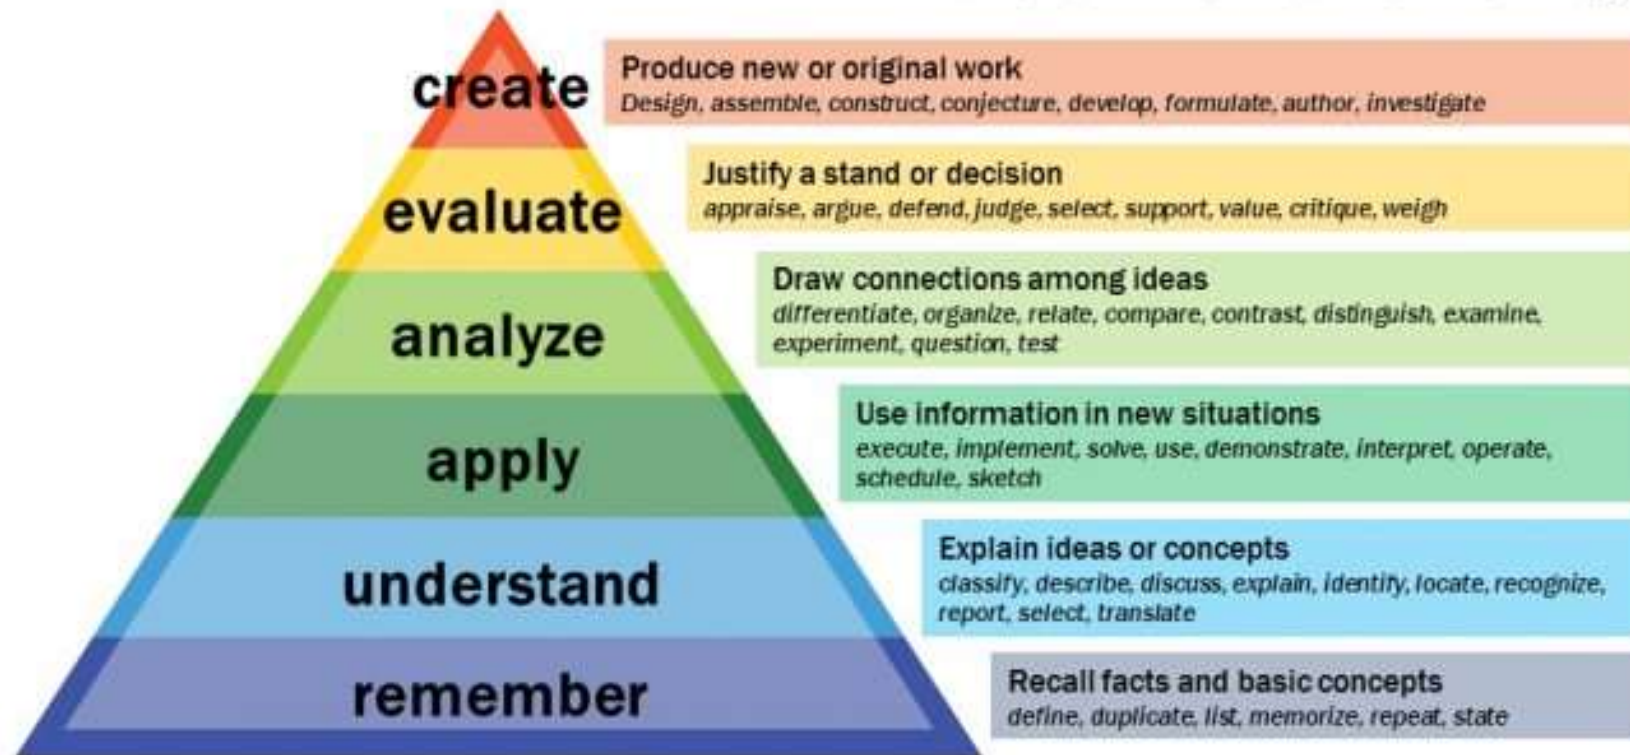 create
Produce new or original work
Design, assemble, construct, conjecture, develop, formulate, author, investigate
evaluate
Justify a stand or decision
appraise, argue, defend, judge, select, support, value, critique, weigh
analyze
Draw connections among ideas
differentiate, organize, relate, compare, contrast, distinguish, examine,
experiment, question, test
apply
Use information in new situations
execute, implement, solve, use, demonstrate, interpret, operate,
schedule, sketch
understand
Explain ideas or concepts
classify, describe, discuss, explain, identify, locate, recognize,
report, select, translate
remember
Recall facts and basic concepts
define, duplicate, list, memorize, repeat, state